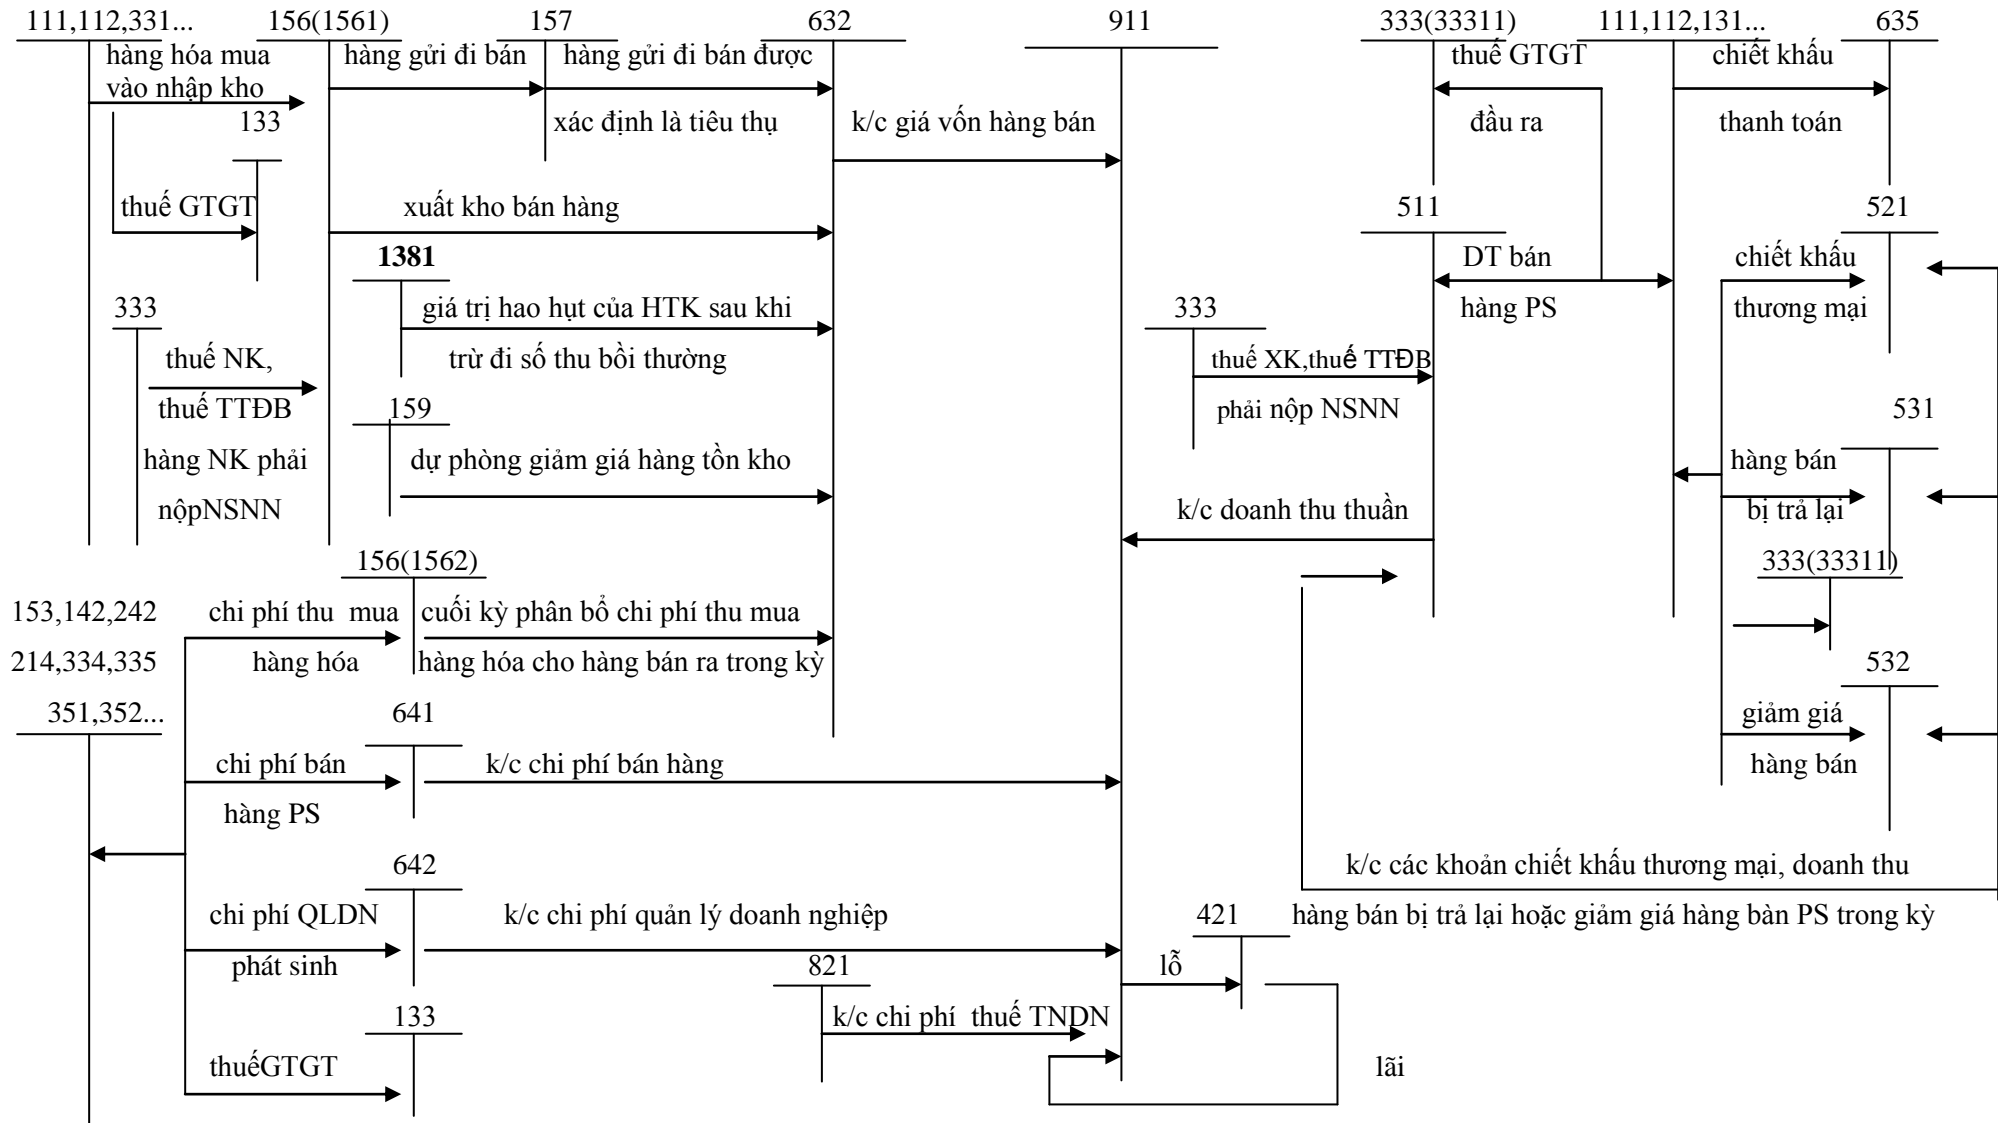 111,112,331...
156(1561)
157
632
911
333(33311)
111,112,131...
635
hàng hóa mua
vào nhập kho
hàng gửi đi bán
hàng gửi đi bán được
xác định là tiêu thụ
k/c giá vốn hàng bán
thuế GTGT
đầu ra
chiết khấu
thanh toán
133
thuế GTGT
xuất kho bán hàng
511
521
1381
DT bán
hàng PS
chiết khấu
thương mại
333
giá trị hao hụt của HTK sau khi
trừ đi số thu bồi thường
333
thuế NK,
thuế TTĐB
hàng NK phải
nộpNSNN
thuế XK,thuế TTĐB
phải nộp NSNN
159
dự phòng giảm giá hàng tồn kho
531
hàng bán
bị trả lại
k/c doanh thu thuần
156(1562)
333(33311)
153,142,242
214,334,335
351,352...
chi phí thu mua
hàng hóa
cuối kỳ phân bổ chi phí thu mua
hàng hóa cho hàng bán ra trong kỳ
532
641
giảm giá
hàng bán
chi phí bán
hàng PS
k/c chi phí bán hàng
642
k/c các khoản chiết khấu thương mại, doanh thu
hàng bán bị trả lại hoặc giảm giá hàng bàn PS trong kỳ
chi phí QLDN
phát sinh
k/c chi phí quản lý doanh nghiệp
421
821
lỗ
133
k/c chi phí thuế TNDN
thuếGTGT
lãi